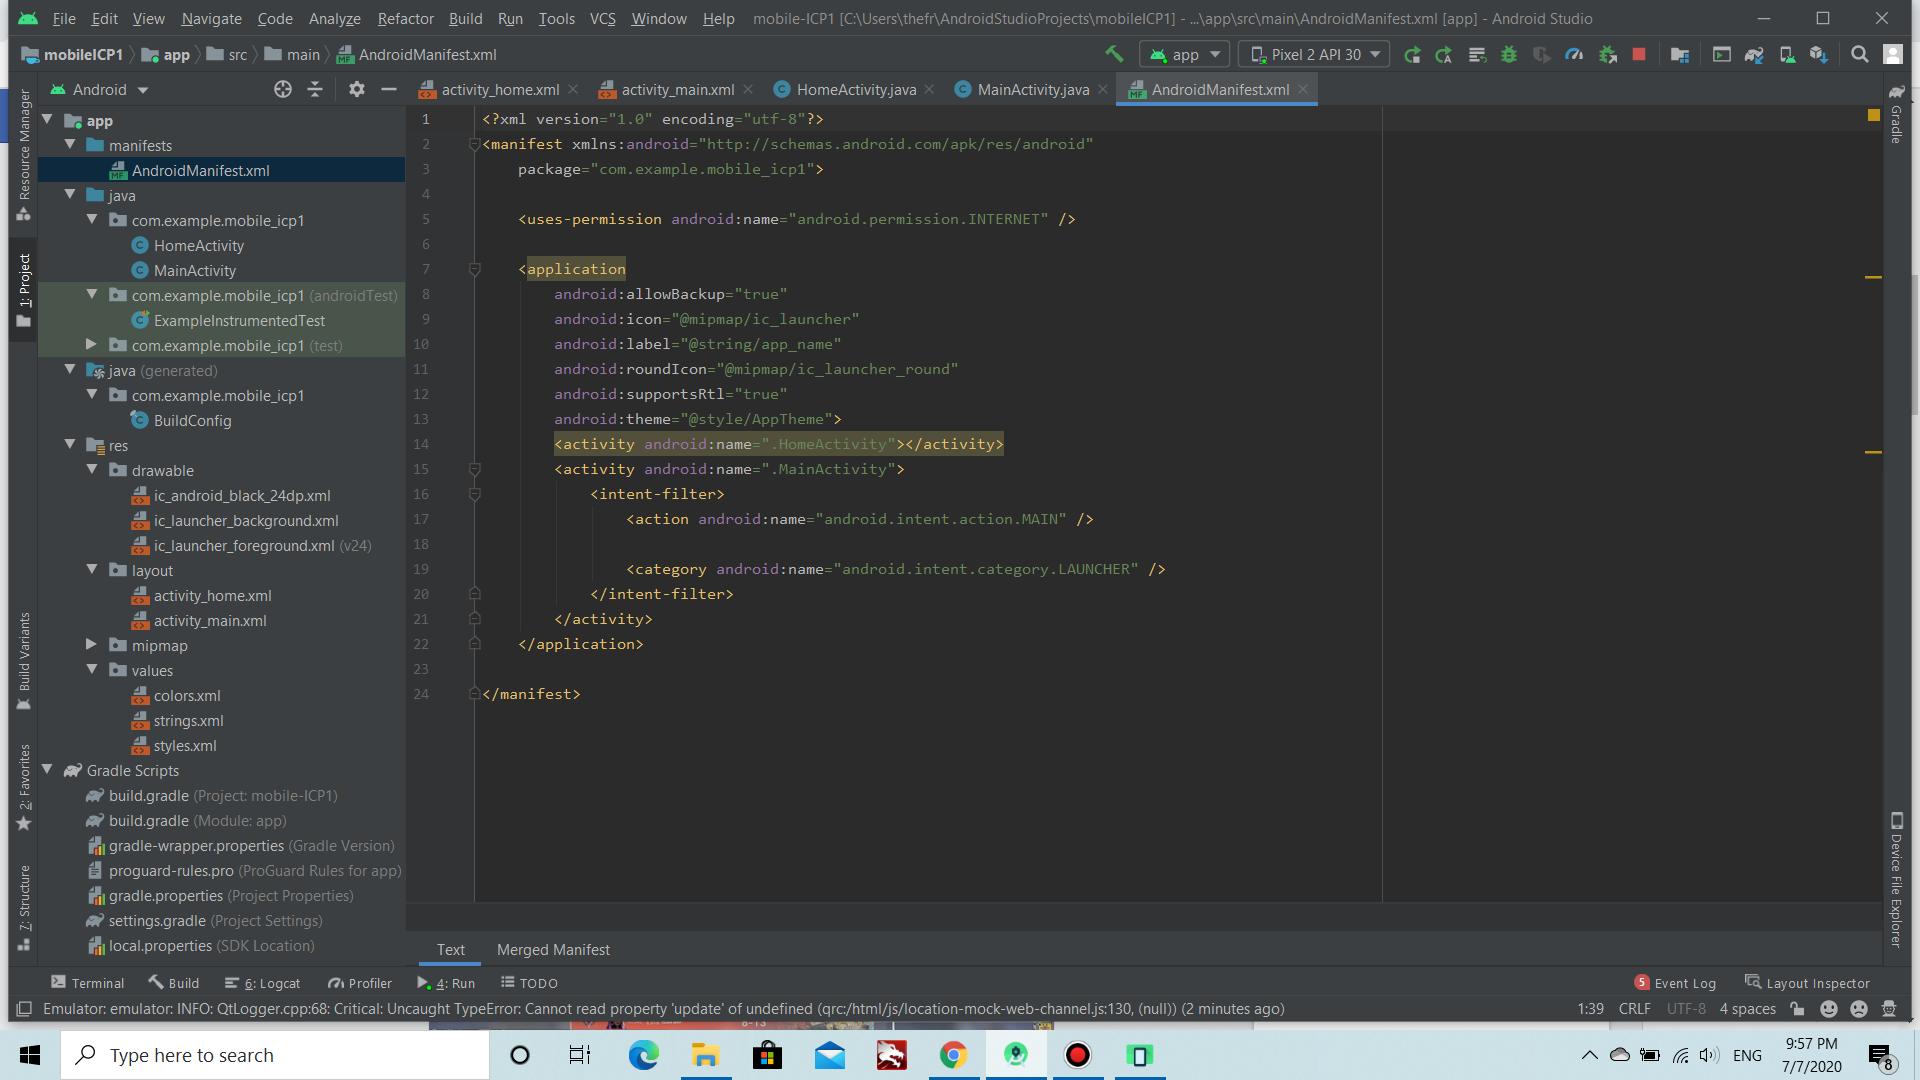 File Edit View Navigate Code Analyze Refactor Build Run Tools VCS Window Help mobile-ICP1 [C:\Users\thefr\AndroidStudioProjects\mobileICP1] - ...\app\src\main\AndroidManifest.xml [app] - Android Studio
mobileICP1 app src main AndroidManifest.xml app Pixel 2 API 30
Android activity_home.xml activity_main.xml HomeActivity.java MainActivity.java AndroidManifest.xml
Resource Manager
1: Project
Build Variants
2: Favorites
7: Structure
app
manifests
AndroidManifest.xml
java
com.example.mobile_icp1
HomeActivity
MainActivity
com.example.mobile_icp1 (androidTest)
ExampleInstrumentedTest
com.example.mobile_icp1 (test)
java (generated)
com.example.mobile_icp1
BuildConfig
res
drawable
ic_android_black_24dp.xml
ic_launcher_background.xml
ic_launcher_foreground.xml (v24)
layout
activity_home.xml
activity_main.xml
mipmap
values
colors.xml
strings.xml
styles.xml
Gradle Scripts
build.gradle (Project: mobile-ICP1)
build.gradle (Module: app)
gradle-wrapper.properties (Gradle Version)
proguard-rules.pro (ProGuard Rules for app)
gradle.properties (Project Properties)
settings.gradle (Project Settings)
local.properties (SDK Location)
1 <?xml version="1.0" encoding="utf-8"?>
2 <manifest xmlns:android="http://schemas.android.com/apk/res/android"
3 package="com.example.mobile_icp1">
4
5 <uses-permission android:name="android.permission.INTERNET" />
6
7 <application
8 android:allowBackup="true"
9 android:icon="@mipmap/ic_launcher"
10 android:label="@string/app_name"
11 android:roundIcon="@mipmap/ic_launcher_round"
12 android:supportsRtl="true"
13 android:theme="@style/AppTheme">
14 <activity android:name=".HomeActivity"></activity>
15 <activity android:name=".MainActivity">
16 <intent-filter>
17 <action android:name="android.intent.action.MAIN" />
18
19 <category android:name="android.intent.category.LAUNCHER" />
20 </intent-filter>
21 </activity>
22 </application>
23
24 </manifest>
Gradle
Device File Explorer
Text Merged Manifest
Terminal Build 6: Logcat Profiler 4: Run TODO 5 Event Log Layout Inspector
Emulator: emulator: INFO: QtLogger.cpp:68: Critical: Uncaught TypeError: Cannot read property 'update' of undefined (qrc:/html/js/location-mock-web-channel.js:130, (null)) (2 minutes ago) 1:39 CRLF UTF-8 4 spaces
8-13
Type here to search ENG 9:57 PM
7/7/2020 8